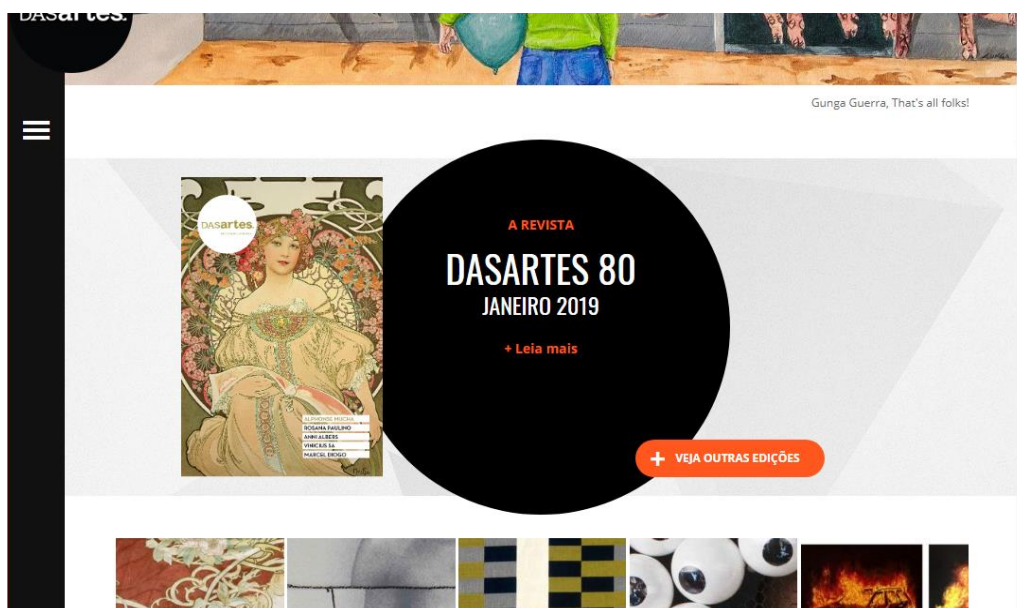 DASartes.
Gunga Guerra, That's all folks!
DASartes.
A REVISTA
DASARTES 80
JANEIRO 2019
+ Leia mais
ALPHONSE MUCHA
ROSANA PAULINO
ANNI ALBERS
VINICIUS SA
MARCEL DIOGO
+ VEJA OUTRAS EDIÇÕES